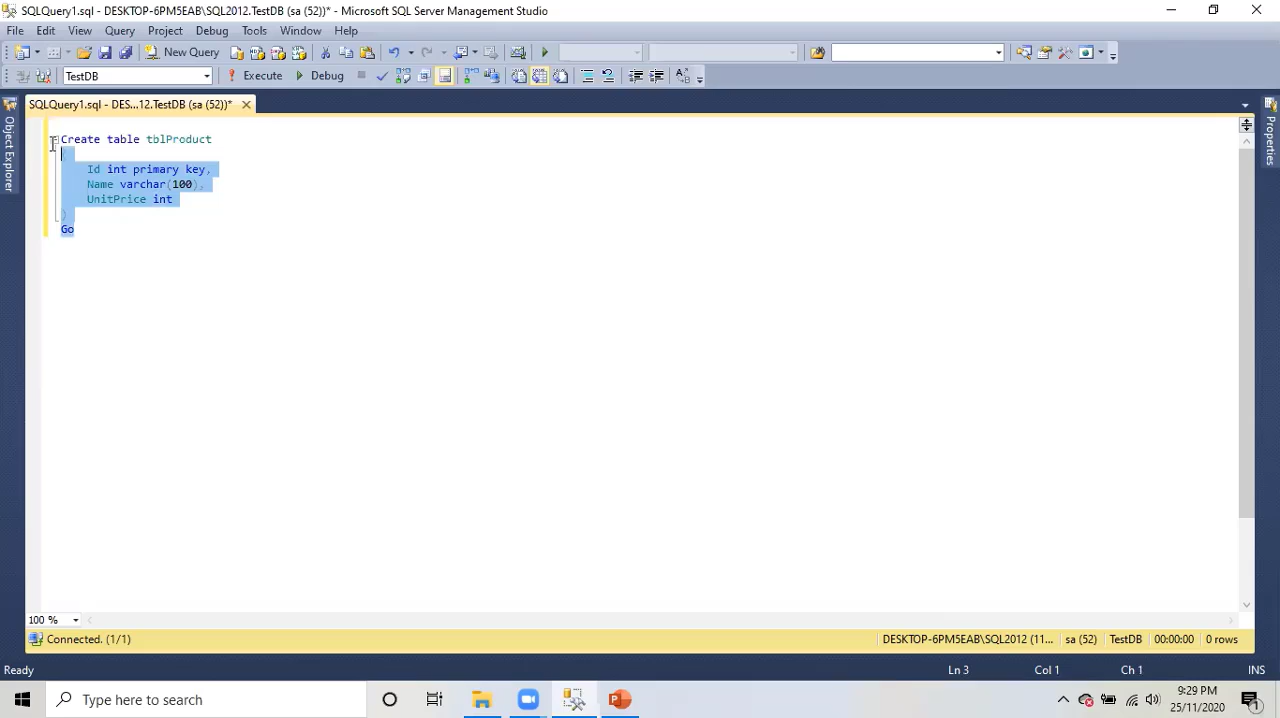 SQLQuery1.sql - DESKTOP-6PM5EAB\SQL2012.TestDB (sa (52))* - Microsoft SQL Server Management Studio
File Edit View Query Project Debug Tools Window Help
New Query
TestDB Execute Debug
SQLQuery1.sql - DES...12.TestDB (sa (52))*
Object Explorer
Properties
Create table tblProduct
(
Id int primary key,
Name varchar(100),
UnitPrice int
)
Go
100 %
Connected. (1/1) DESKTOP-6PM5EAB\SQL2012 (11... sa (52) TestDB 00:00:00 0 rows
Ready Ln 3 Col 1 Ch 1 INS
Type here to search
9:29 PM
25/11/2020